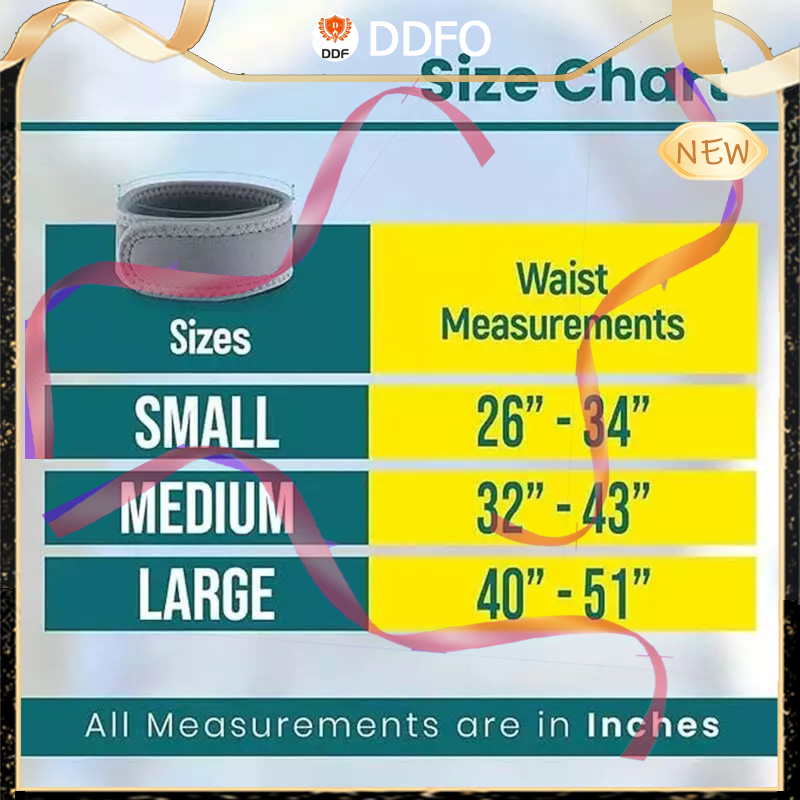 DDF
DDFO
Size Chart
NEW
Sizes
Waist
Measurements
SMALL
26” - 34”
MEDIUM
32” - 43”
LARGE
40” - 51”
All Measurements are in Inches